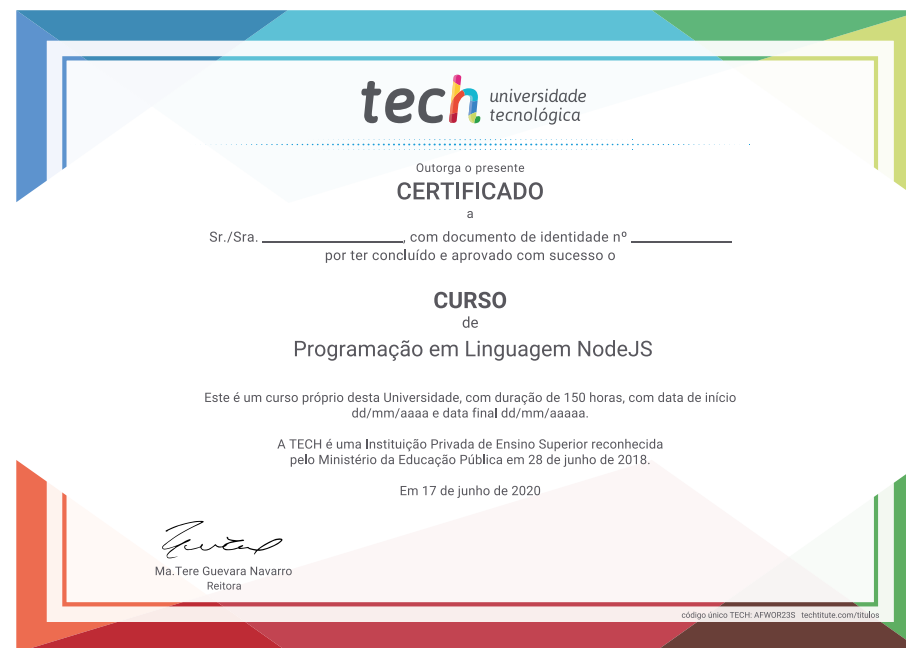 tech universidade
tecnológica
Outorga o presente
CERTIFICADO
a
Sr./Sra. ____________________, com documento de identidade nº ______________
por ter concluído e aprovado com sucesso o
CURSO
de
Programação em Linguagem NodeJS
Este é um curso próprio desta Universidade, com duração de 150 horas, com data de início
dd/mm/aaaa e data final dd/mm/aaaaa.
A TECH é uma Instituição Privada de Ensino Superior reconhecida
pelo Ministério da Educação Pública em 28 de junho de 2018.
Em 17 de junho de 2020
Ma.Tere Guevara Navarro
Reitora
código único TECH: AFWOR23S techtitute.com/titulos